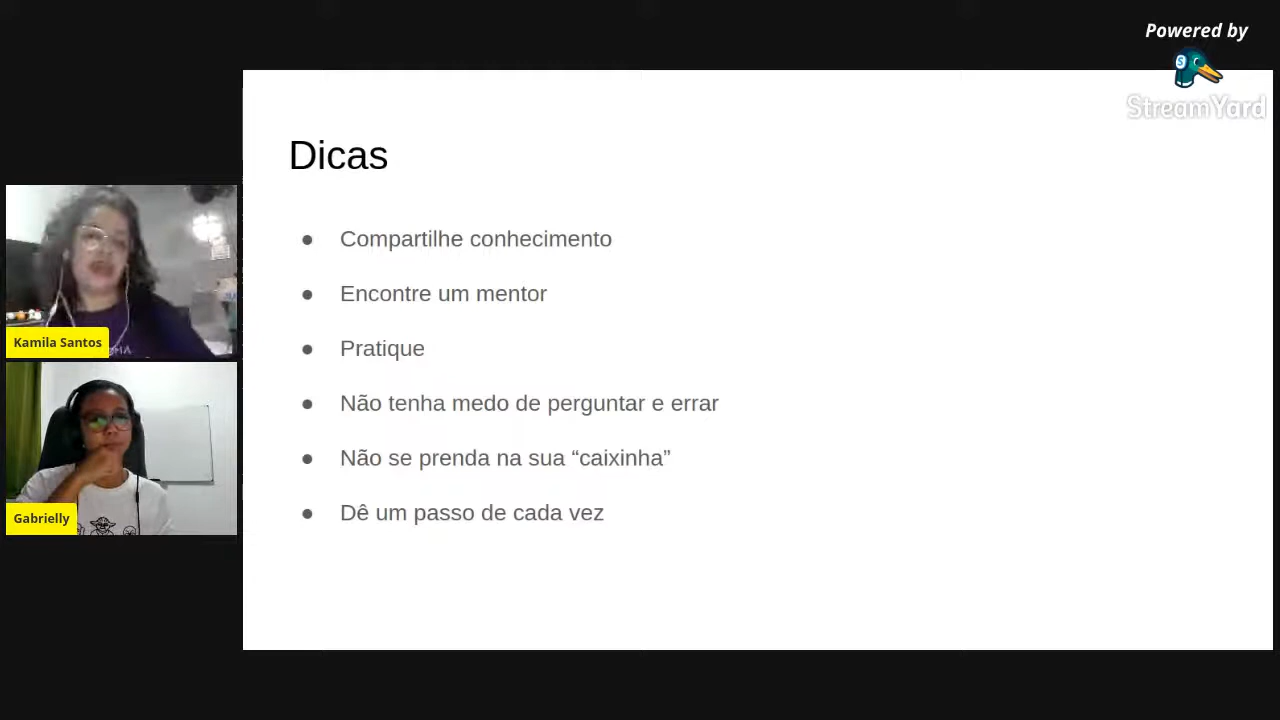 Powered by
StreamYard
Dicas
● Compartilhe conhecimento
● Encontre um mentor
● Pratique
● Não tenha medo de perguntar e errar
● Não se prenda na sua “caixinha”
● Dê um passo de cada vez
Kamila Santos
Gabrielly